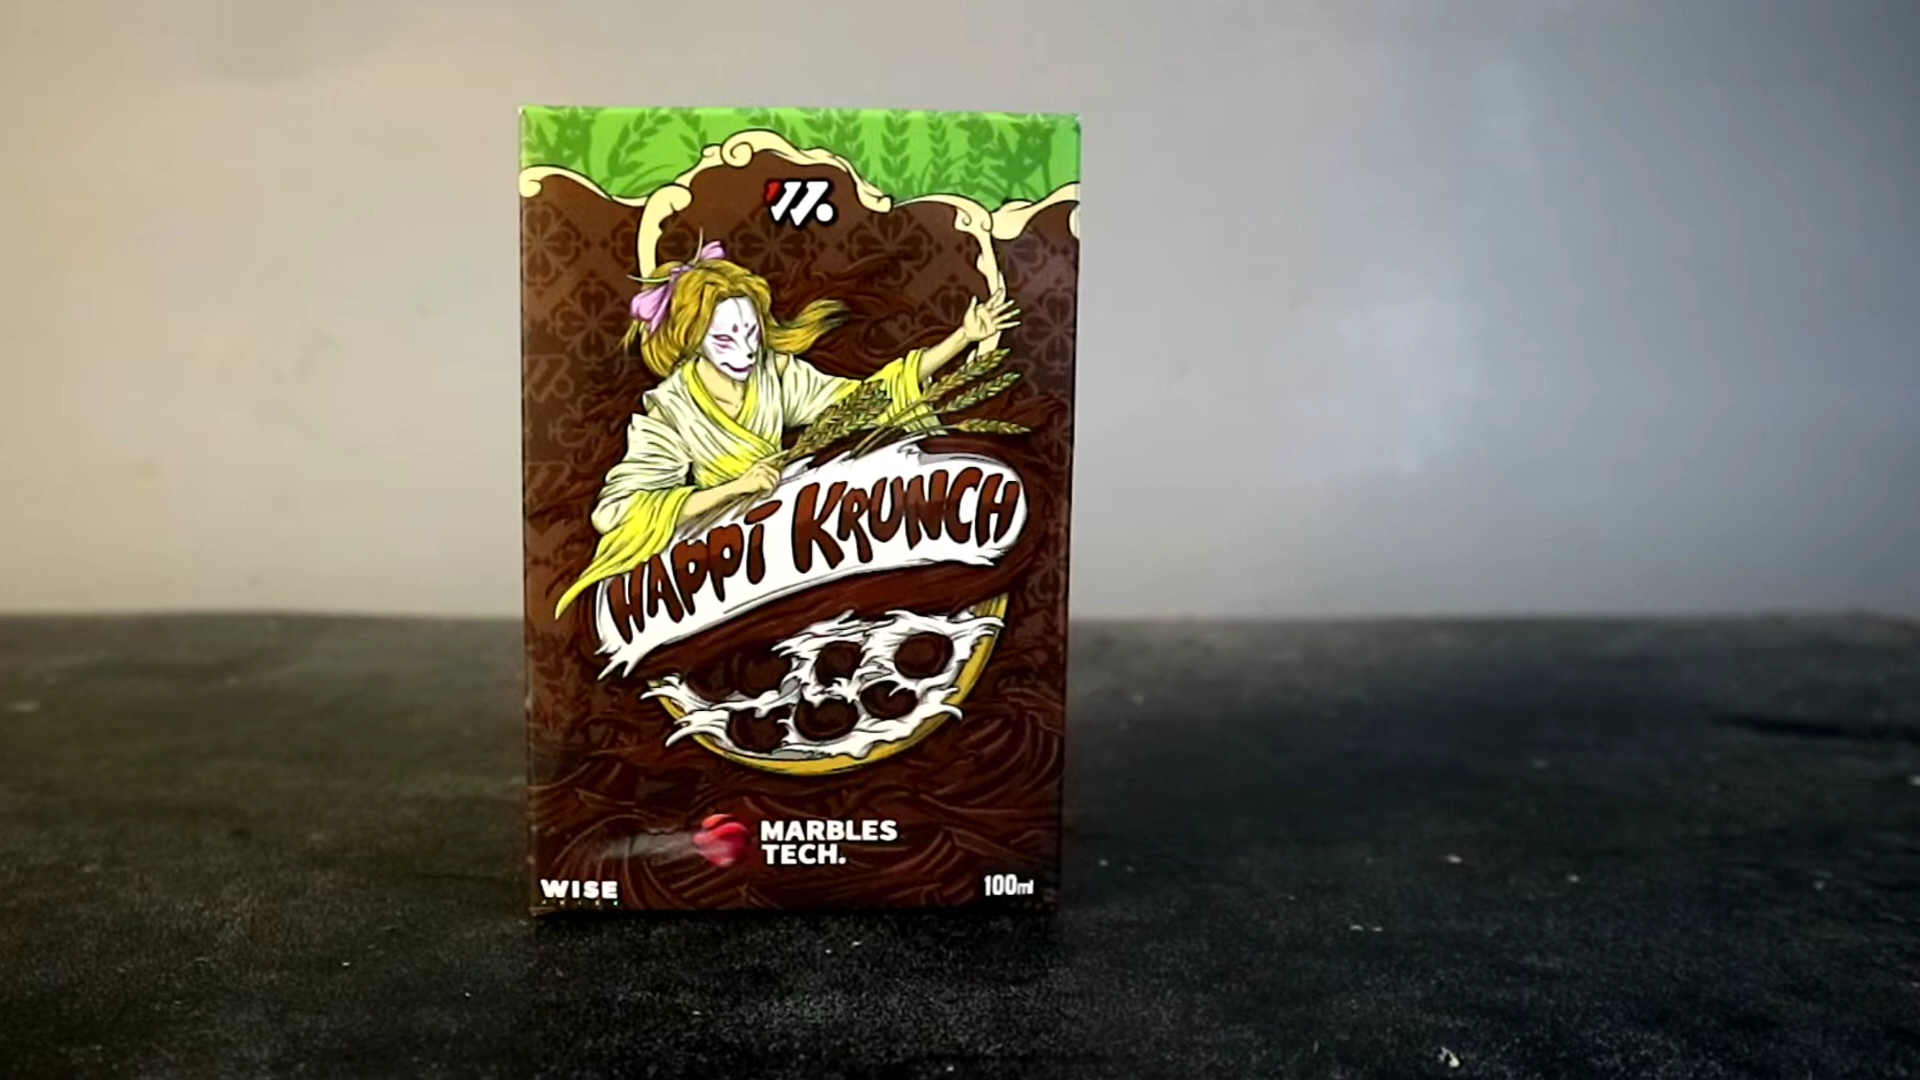 W.
HAPPi KRUNCH
MARBLES
TECH.
WISE
100ml